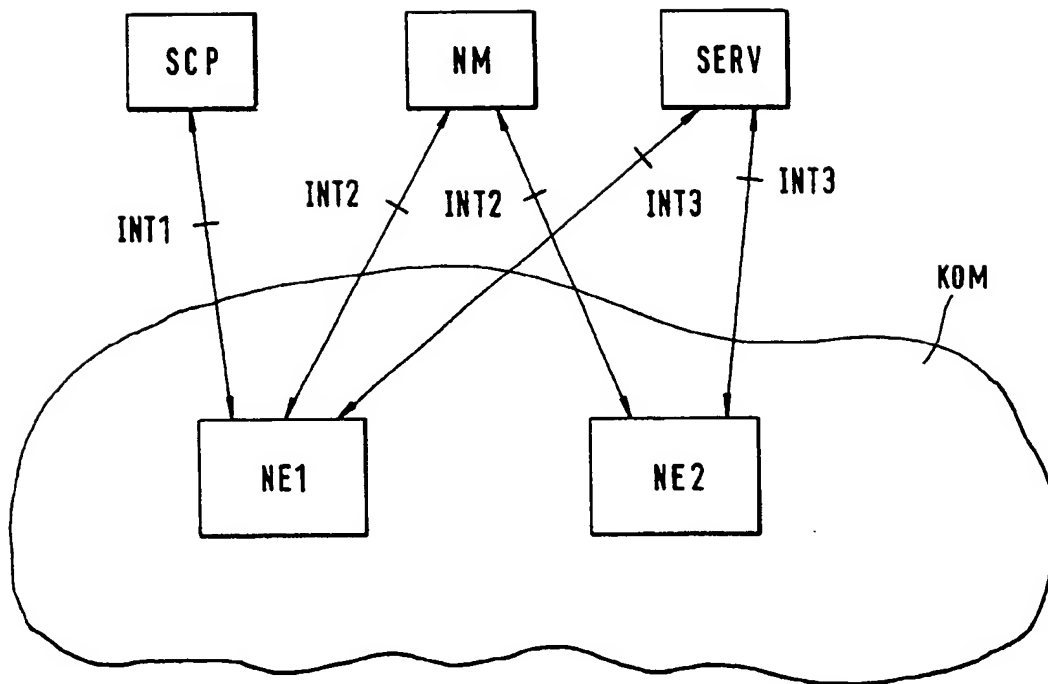 SCP
NM
SERV
INT1
INT2
INT2
INT3
INT3
KOM
NE1
NE2